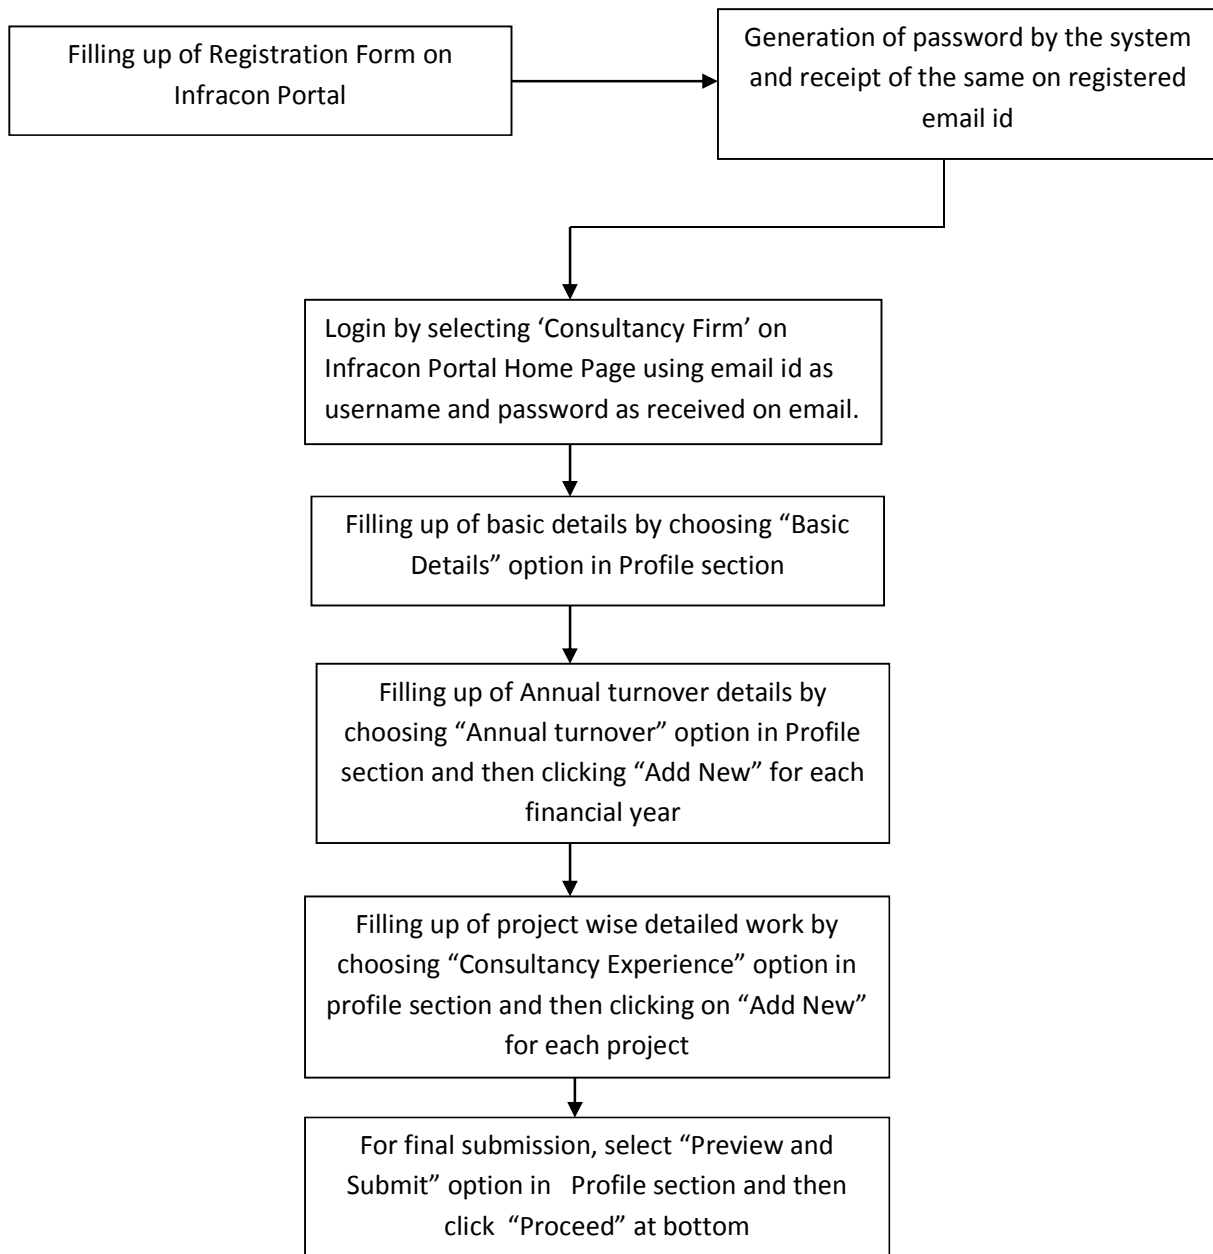 Filling up of Registration Form on
Infracon Portal
Generation of password by the system
and receipt of the same on registered
email id
Login by selecting ‘Consultancy Firm’ on
Infracon Portal Home Page using email id as
username and password as received on email.
Filling up of basic details by choosing “Basic
Details” option in Profile section
Filling up of Annual turnover details by
choosing “Annual turnover” option in Profile
section and then clicking “Add New” for each
financial year
Filling up of project wise detailed work by
choosing “Consultancy Experience” option in
profile section and then clicking on “Add New”
for each project
For final submission, select “Preview and
Submit” option in   Profile section and then
click  “Proceed” at bottom